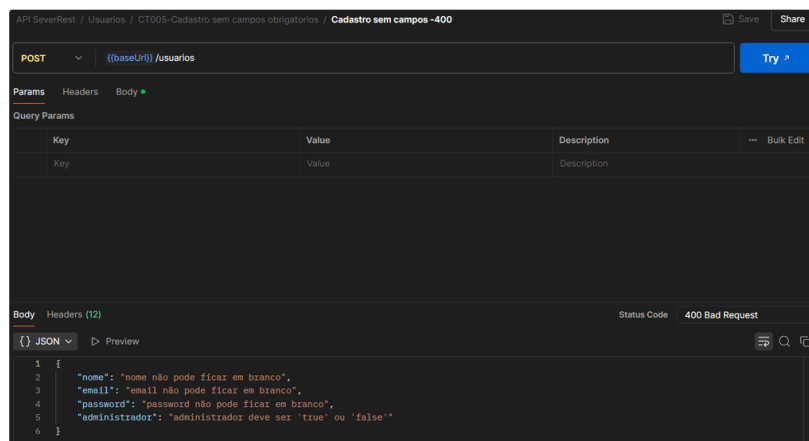 API SeverRest / Usuarios / CT005-Cadastro sem campos obrigatorios / Cadastro sem campos -400 Save Share
POST {{baseUrl}} /usuarios Try ↗
Params Headers Body
Query Params
Key Value Description ••• Bulk Edit
Key Value Description
Body Headers (12) Status Code 400 Bad Request
{} JSON Preview
1 {
2 "nome": "nome não pode ficar em branco",
3 "email": "email não pode ficar em branco",
4 "password": "password não pode ficar em branco",
5 "administrador": "administrador deve ser 'true' ou 'false'"
6 }